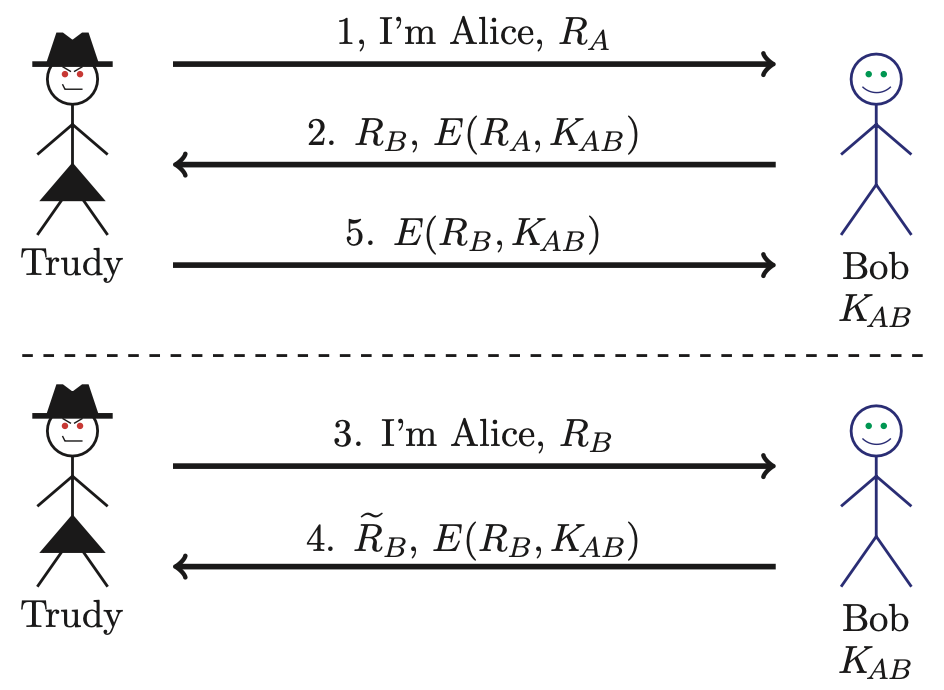 1, I'm Alice, R_A
2. R_B, E(R_A, K_AB)
5. E(R_B, K_AB)
Trudy
Bob
K_AB
3. I'm Alice, R_B
4. R̃_B, E(R_B, K_AB)
Trudy
Bob
K_AB